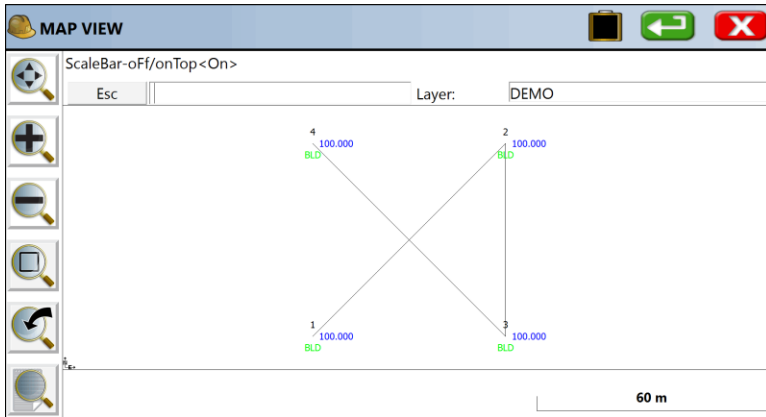 MAP VIEW
ScaleBar-oFf/onTop<On>
Esc Layer: DEMO
4 2
100.000 100.000
BLD BLD
1 3
100.000 100.000
BLD BLD
60 m